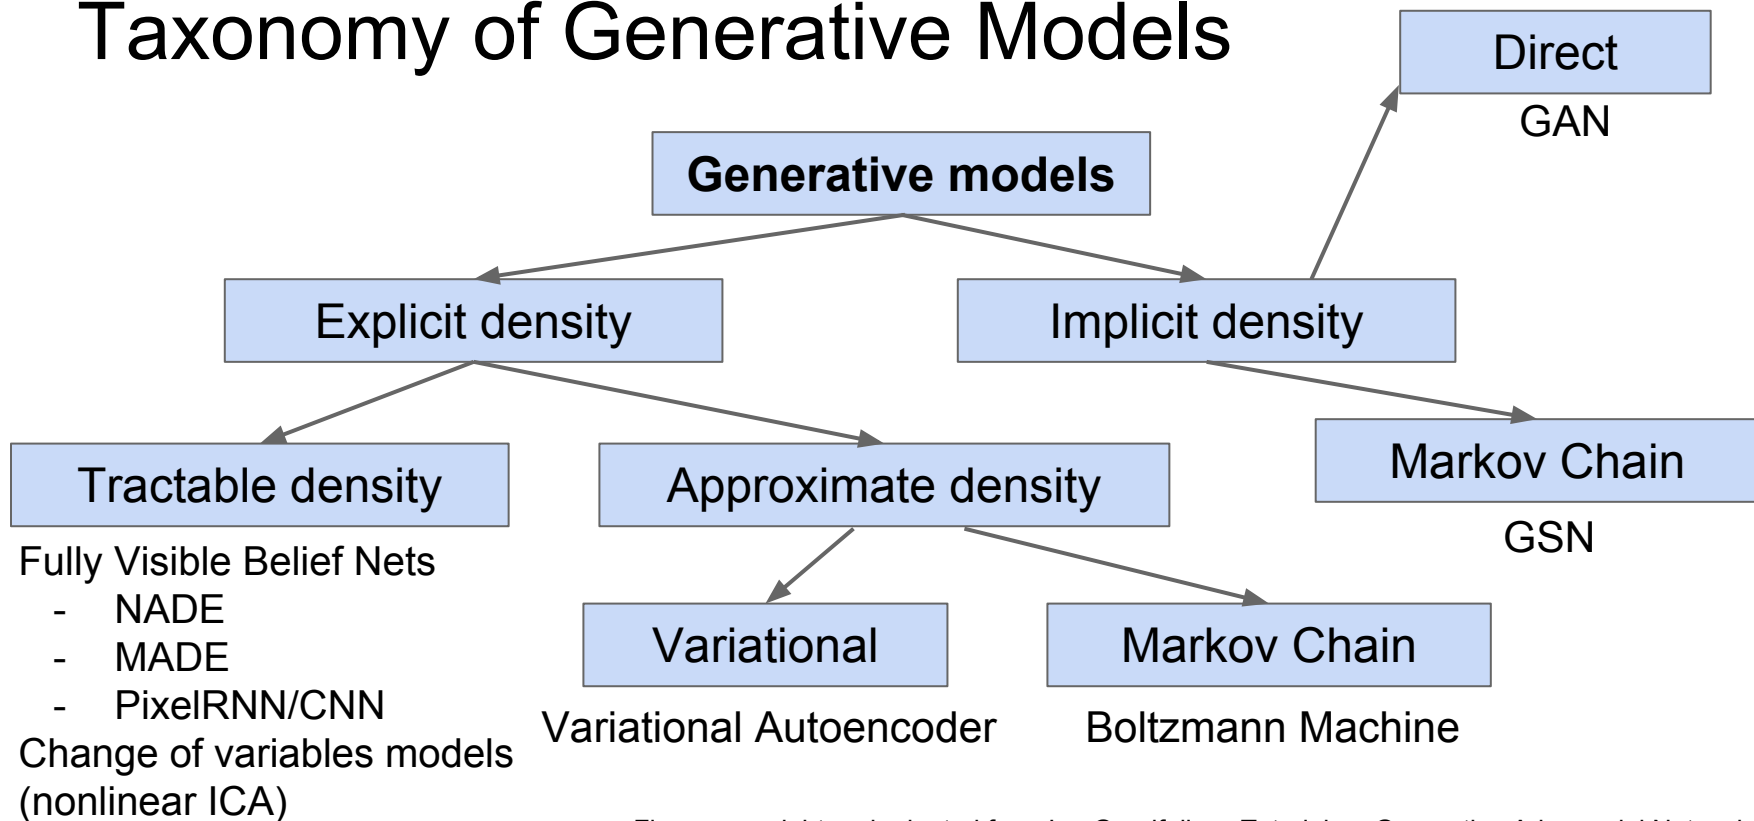 Taxonomy of Generative Models
Direct
GAN
Generative models
Explicit density
Implicit density
Tractable density
Approximate density
Markov Chain
GSN
Fully Visible Belief Nets
- NADE
- MADE
- PixelRNN/CNN
Change of variables models
(nonlinear ICA)
Variational
Variational Autoencoder
Markov Chain
Boltzmann Machine